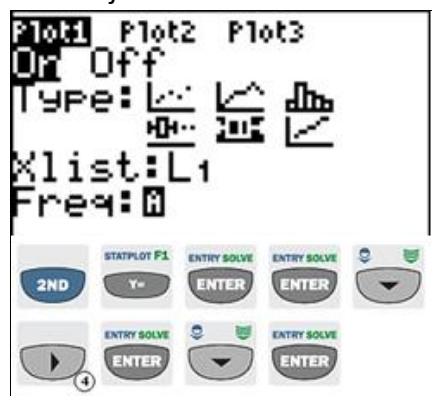 Plot1 Plot2 Plot3
On Off
Type:
Xlist:L1
Freq:
STATPLOT F1 ENTRY SOLVE ENTRY SOLVE
2ND Y= ENTER ENTER
ENTRY SOLVE ENTRY SOLVE
ENTER ENTER
4